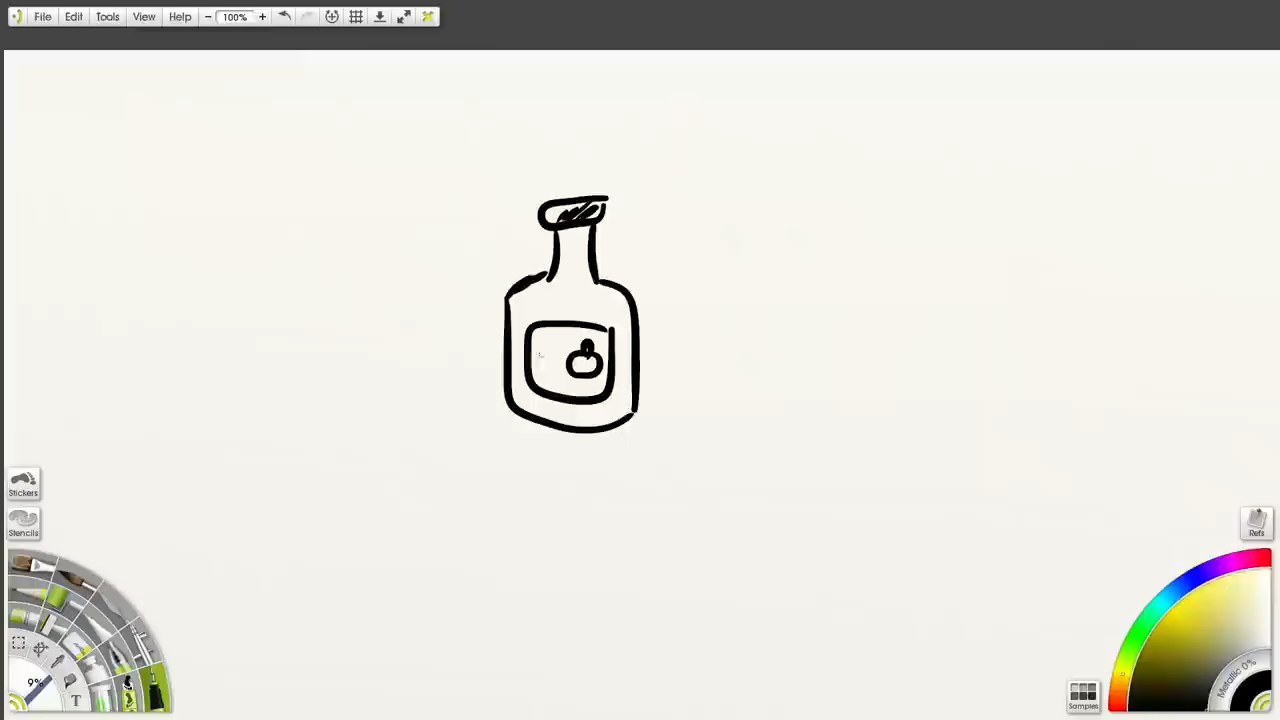 File Edit Tools View Help − 100% +
Stickers
Stencils
Refs
9%
T
Metallic 0%
Samples